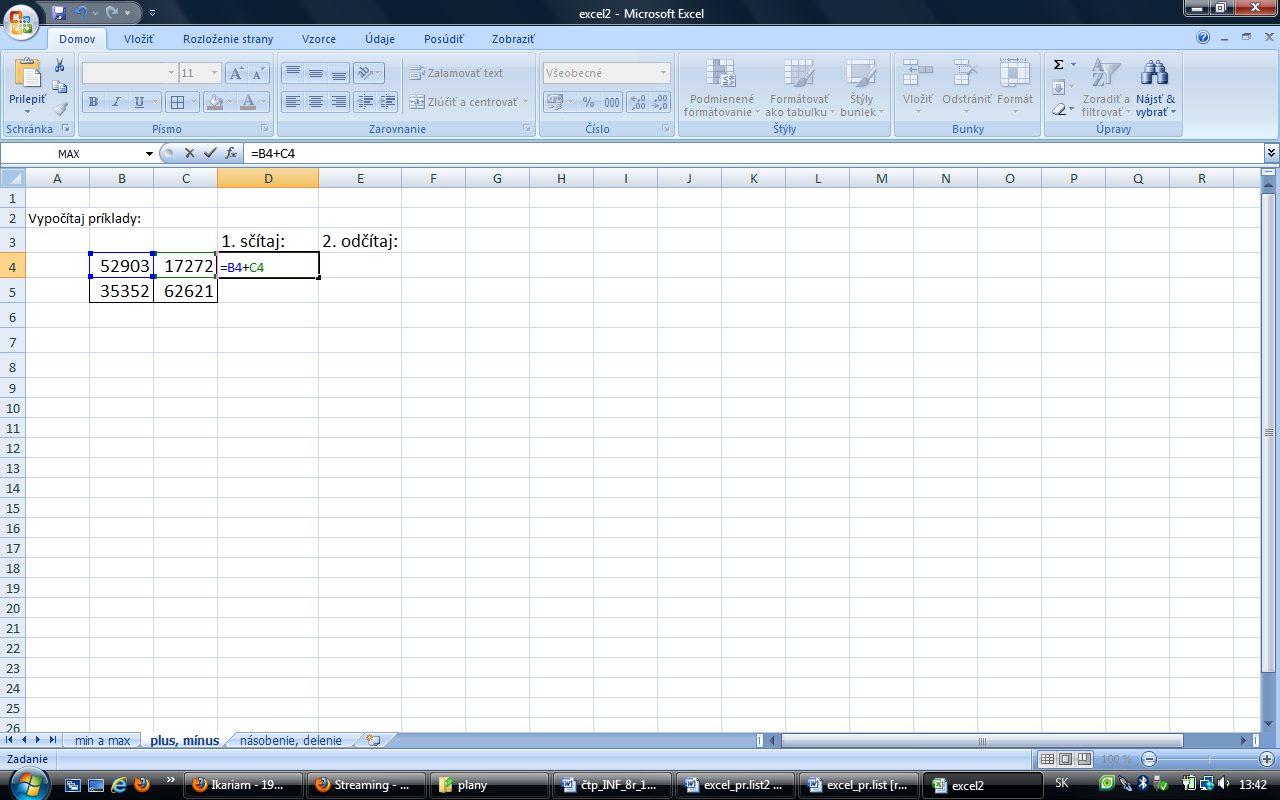 excel2 - Microsoft Excel
Domov Vložiť Rozloženie strany Vzorce Údaje Posúdiť Zobraziť
Prilepiť
Schránka
11 A A
B I U A
Písmo
Zalamovať text
Zlúčiť a centrovať
Zarovnanie
Všeobecné
% 000 ,00 ,00
Číslo
Podmienené formátovanie
Formátovať ako tabuľku
Štýly buniek
Štýly
Vložiť Odstrániť Formát
Bunky
Σ
Zoradiť a filtrovať
Nájsť & vybrať
Úpravy
MAX fx =B4+C4
A B C D E F G H I J K L M N O P Q R
1
2 Vypočítaj príklady:
3 1. sčítaj: 2. odčítaj:
4 52903 17272 =B4+C4
5 35352 62621
6
7
8
9
10
11
12
13
14
15
16
17
18
19
20
21
22
23
24
25
26
min a max plus, mínus násobenie, delenie
Zadanie 100 %
» Ikariam - 19... Streaming - ... plany čtp_INF_8r_1... excel_pr.list2 ... excel_pr.list [r... excel2 SK 13:42